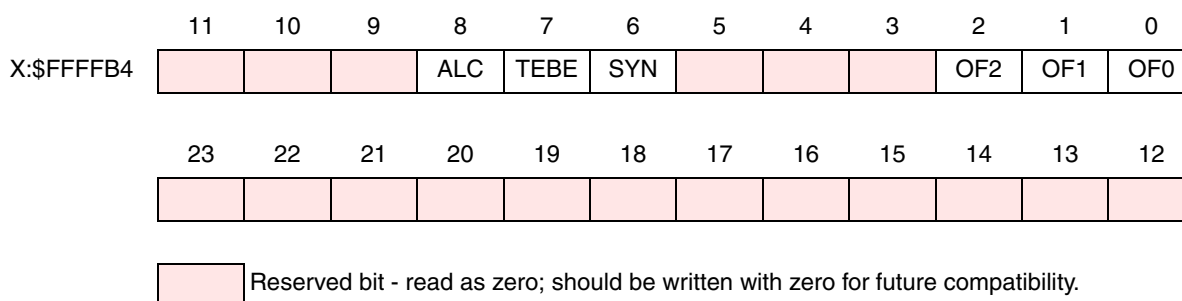 11 10 9 8 7 6 5 4 3 2 1 0
X:$FFFFB4 ALC TEBE SYN OF2 OF1 OF0
23 22 21 20 19 18 17 16 15 14 13 12
Reserved bit - read as zero; should be written with zero for future compatibility.